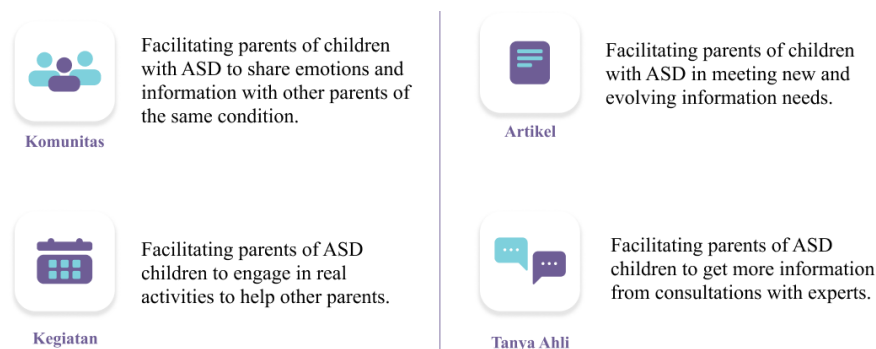 Facilitating parents of children
with ASD to share emotions and
information with other parents of
the same condition.
Komunitas
Facilitating parents of ASD
children to engage in real
activities to help other parents.
Kegiatan
Facilitating parents of children
with ASD in meeting new and
evolving information needs.
Artikel
Facilitating parents of ASD
children to get more information
from consultations with experts.
Tanya Ahli